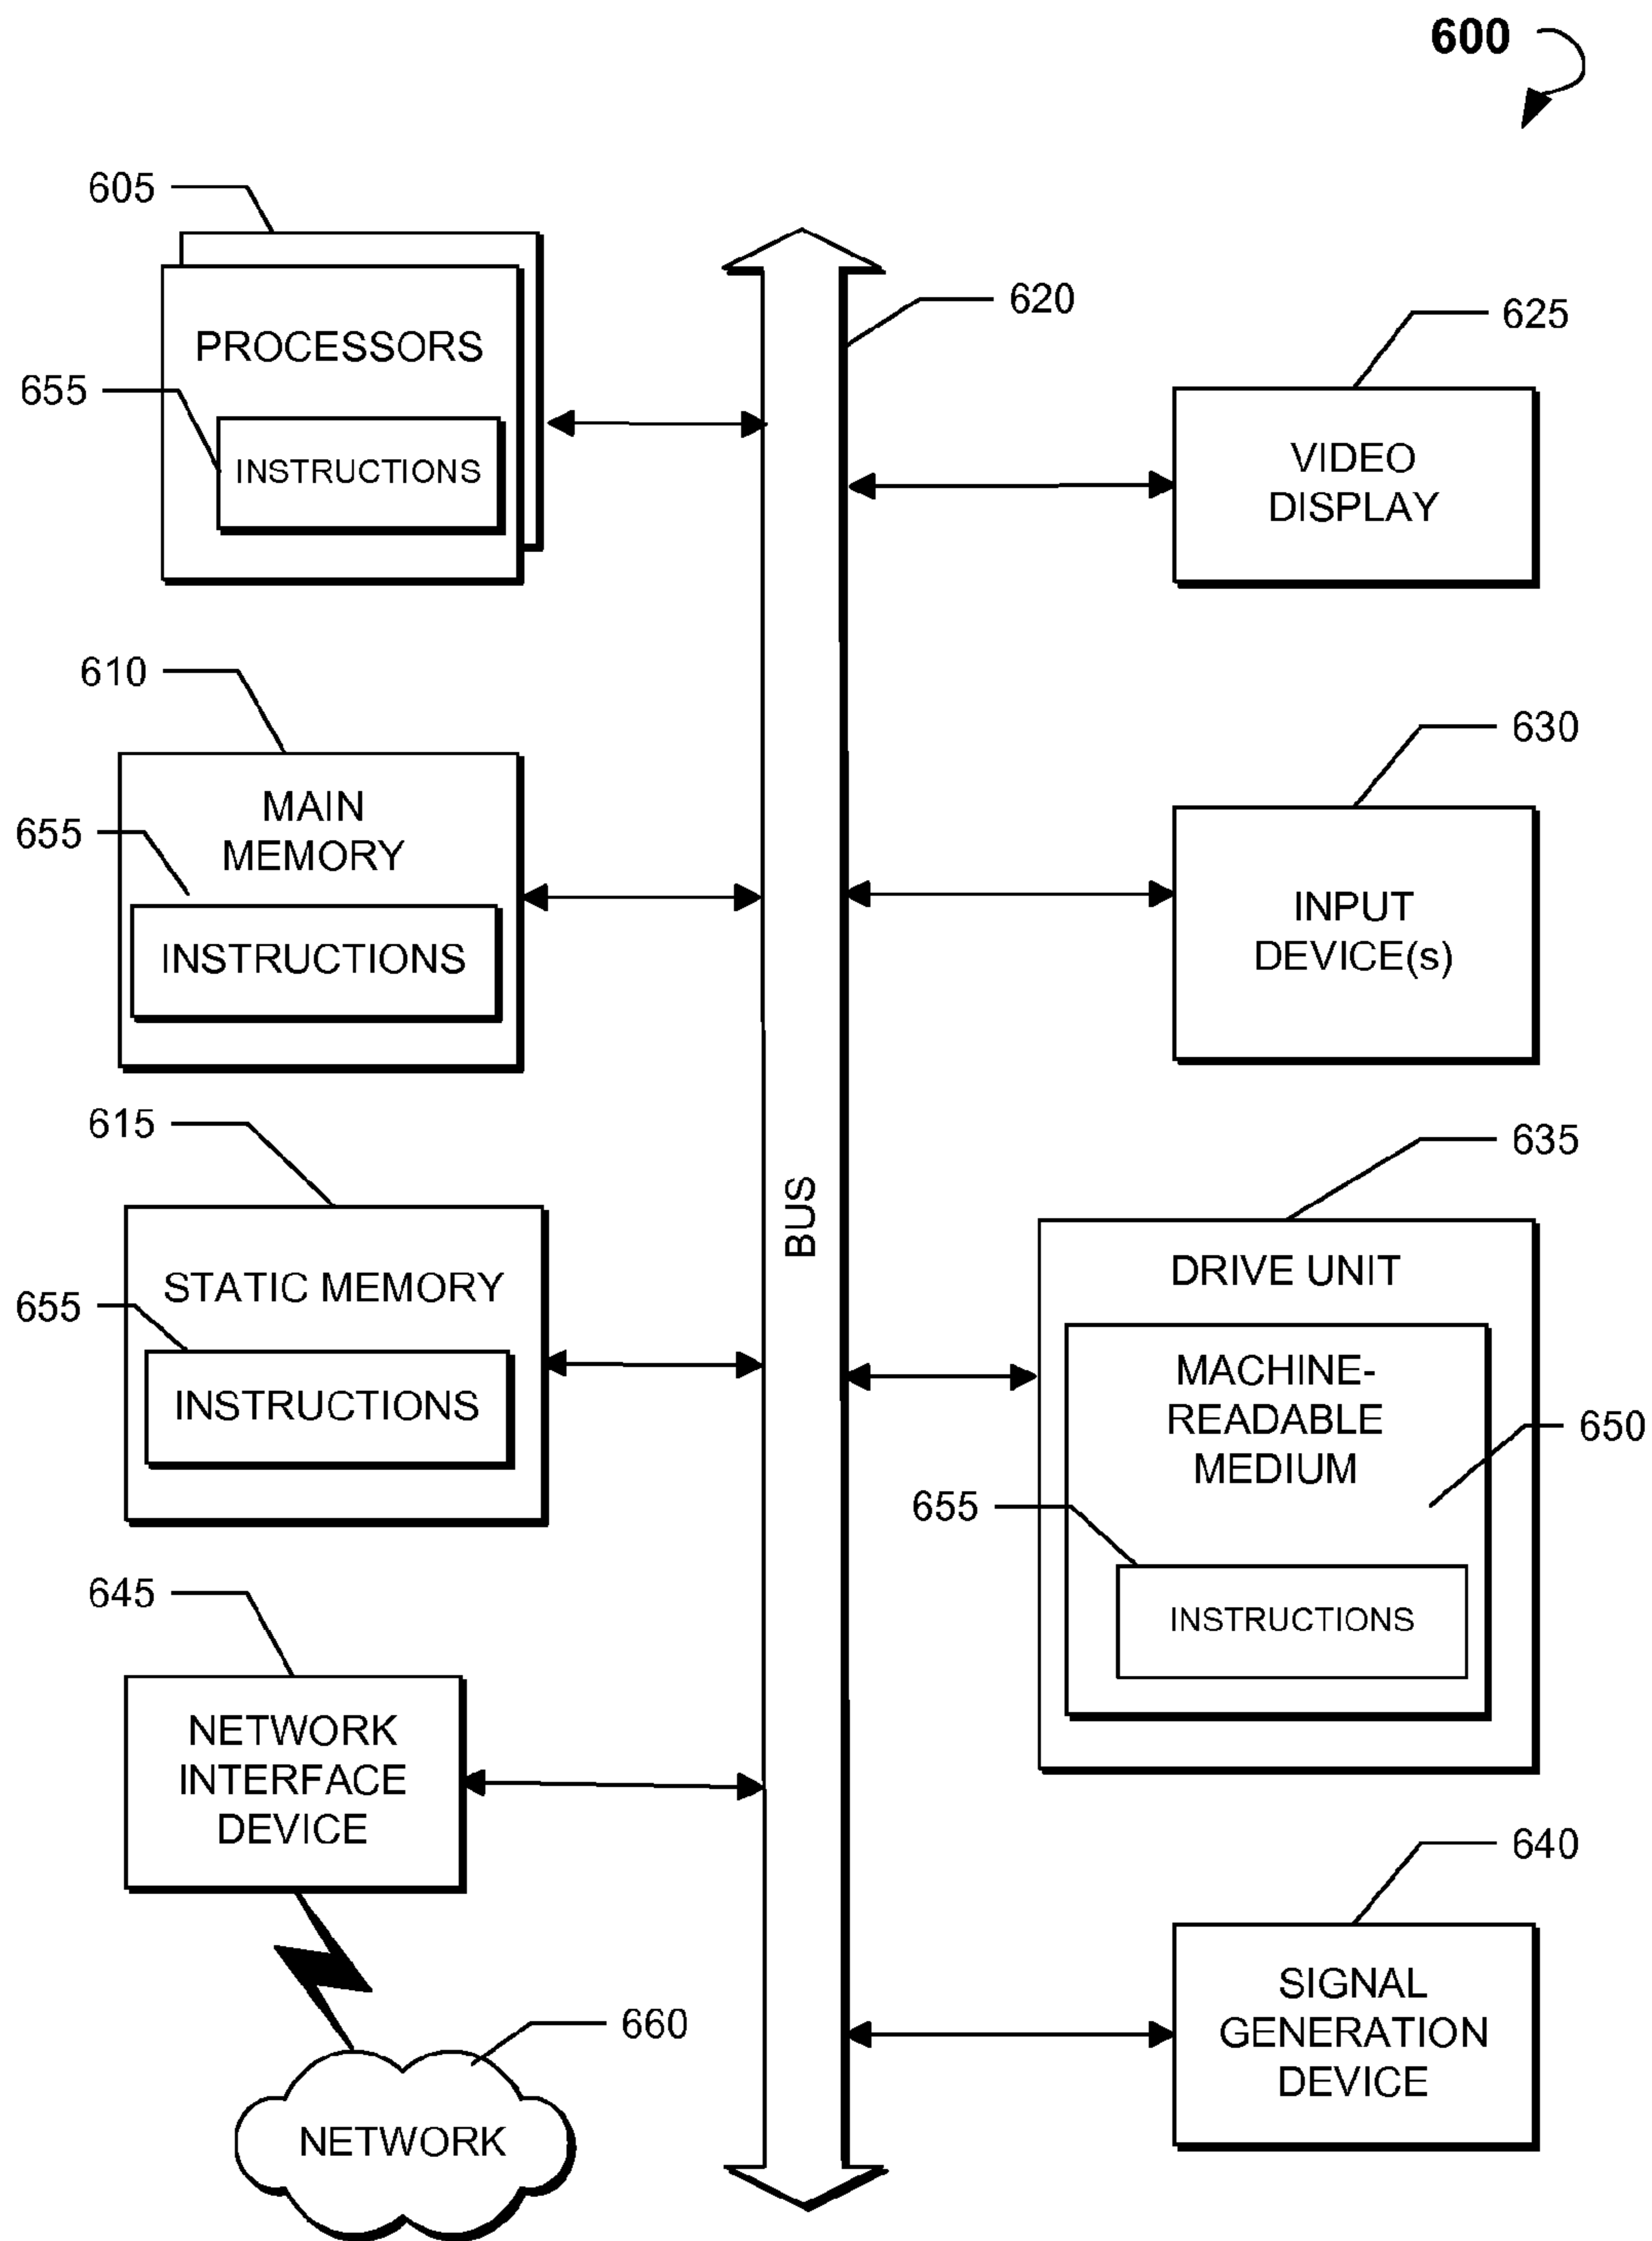 600
605
PROCESSORS
655
INSTRUCTIONS
620
625
VIDEO
DISPLAY
610
MAIN
MEMORY
655
INSTRUCTIONS
630
INPUT
DEVICE(s)
615
STATIC MEMORY
655
INSTRUCTIONS
BUS
635
DRIVE UNIT
MACHINE-
READABLE
MEDIUM
650
655
INSTRUCTIONS
645
NETWORK
INTERFACE
DEVICE
640
SIGNAL
GENERATION
DEVICE
660
NETWORK